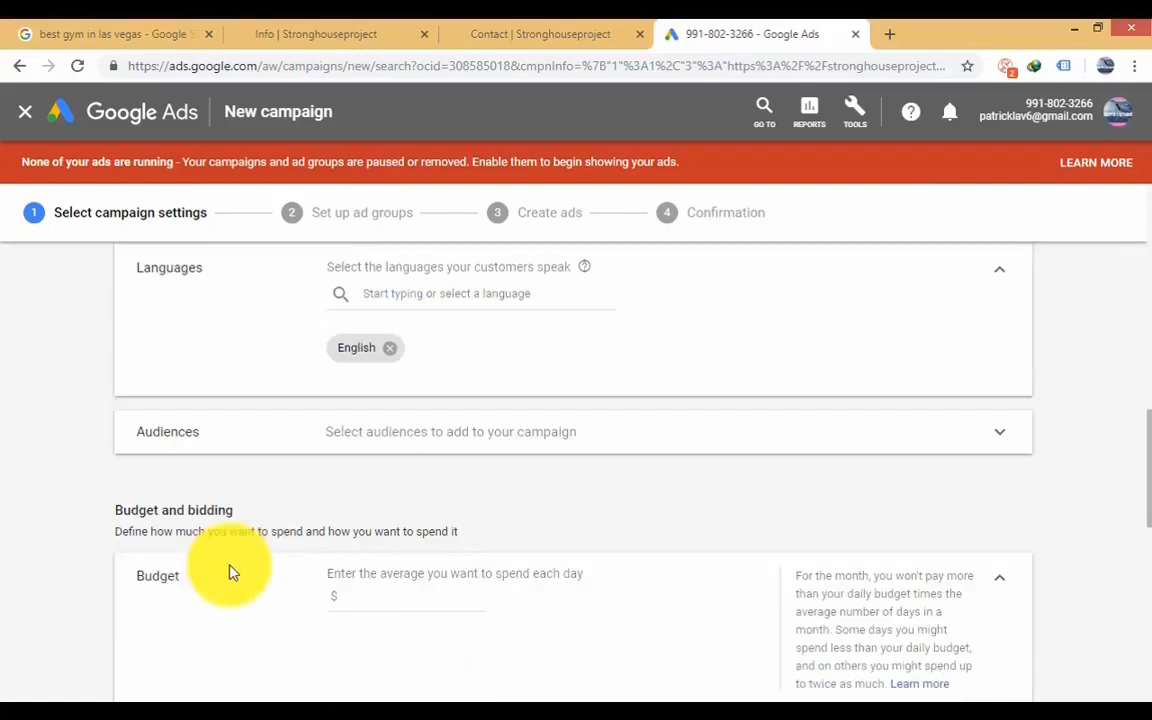 best gym in las vegas - Google S
Info | Stronghouseproject
Contact | Stronghouseproject
991-802-3266 - Google Ads
https://ads.google.com/aw/campaigns/new/search?ocid=308585018&cmpnInfo=%7B"1"%3A1%2C"3"%3A"https%3A%2F%2Fstronghouseproject...
2
Google Ads
New campaign
GO TO
REPORTS
TOOLS
991-802-3266
patricklav6@gmail.com
None of your ads are running - Your campaigns and ad groups are paused or removed. Enable them to begin showing your ads.
LEARN MORE
1 Select campaign settings
2 Set up ad groups
3 Create ads
4 Confirmation
Languages
Select the languages your customers speak
Start typing or select a language
English
Audiences
Select audiences to add to your campaign
Budget and bidding
Define how much you want to spend and how you want to spend it
Budget
Enter the average you want to spend each day
$
For the month, you won't pay more
than your daily budget times the
average number of days in a
month. Some days you might
spend less than your daily budget,
and on others you might spend up
to twice as much. Learn more